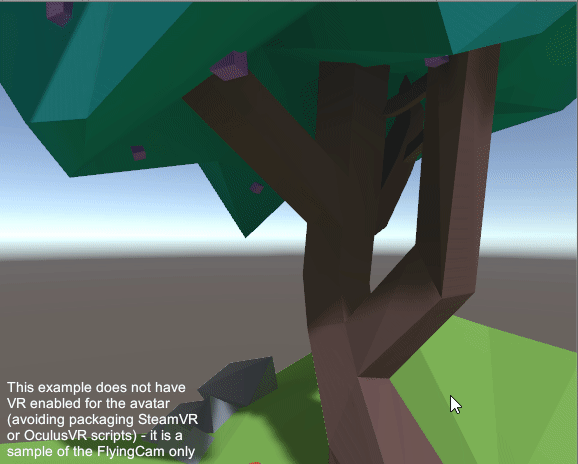 This example does not have
VR enabled for the avatar
(avoiding packaging SteamVR
or OculusVR scripts) - it is a
sample of the FlyingCam only